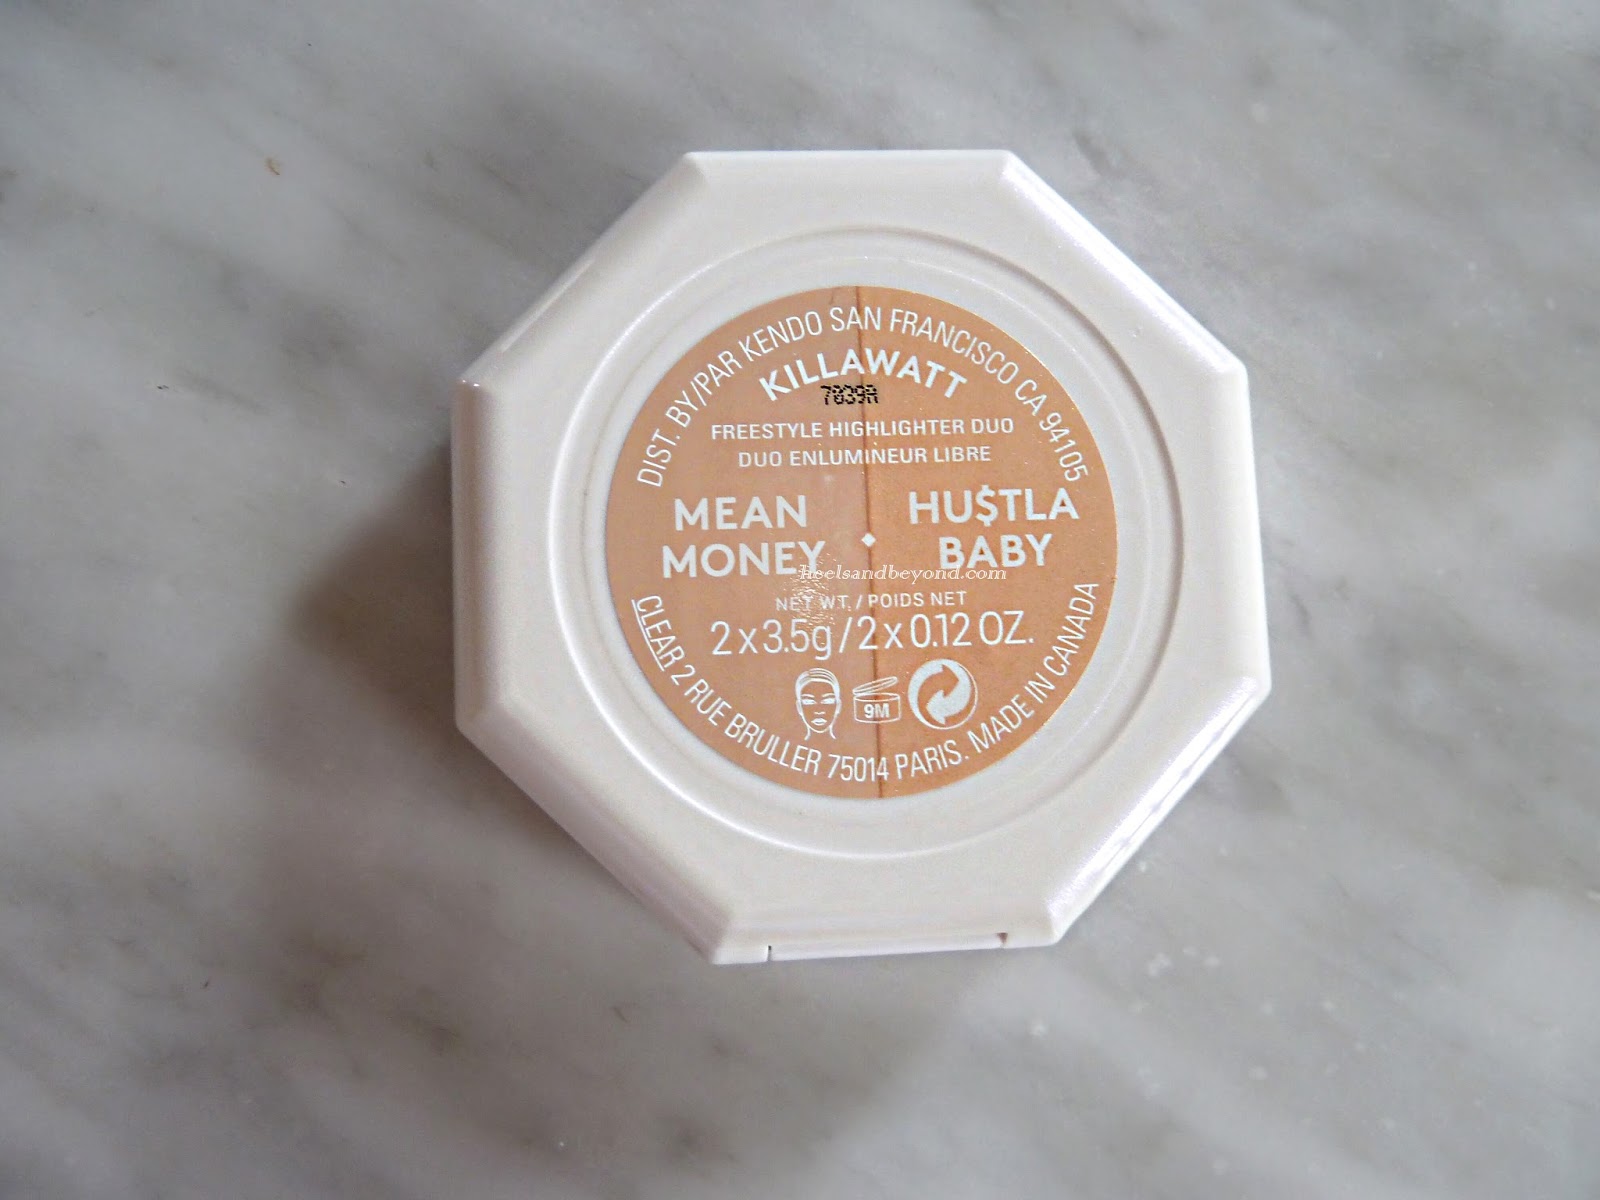 DIST. BY/PAR KENDO SAN FRANCISCO CA 94105
KILLAWATT
7039A
FREESTYLE HIGHLIGHTER DUO
DUO ENLUMINEUR LIBRE
MEAN
MONEY
HU$TLA
BABY
heelsandbeyond.com
NET WT. / POIDS NET
2 x 3.5g / 2 x 0.12 OZ.
9M
CLEAR 2 RUE BRULLER 75014 PARIS. MADE IN CANADA